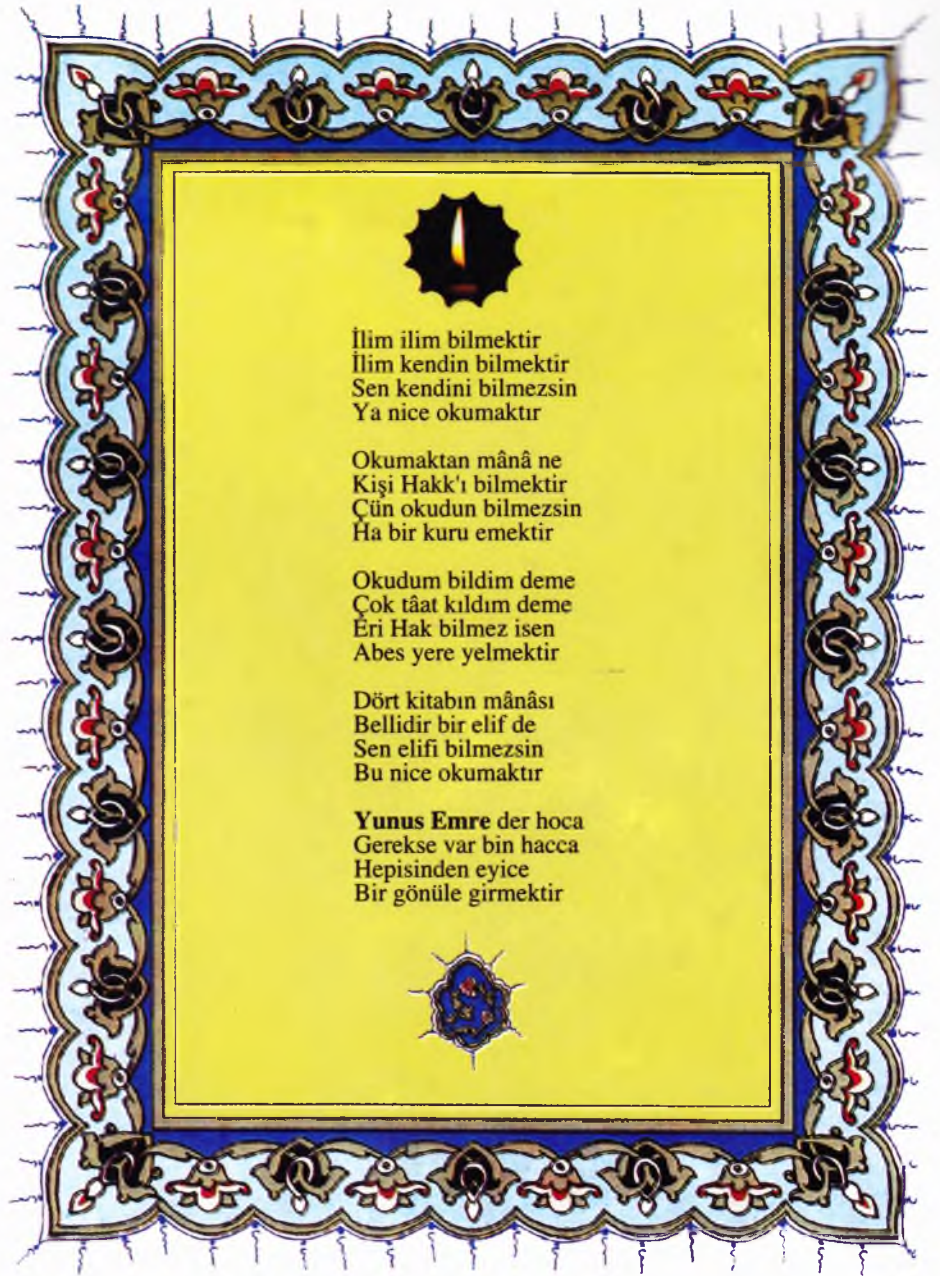 İlim ilim bilmektir
İlim kendin bilmektir
Sen kendini bilmezsin
Ya nice okumaktır

Okumaktan mânâ ne
Kişi Hakk'ı bilmektir
Çün okudun bilmezsin
Ha bir kuru emektir

Okudum bildim deme
Çok tâat kıldım deme
Eri Hak bilmez isen
Abes yere yelmektir

Dört kitabın mânâsı
Bellidir bir elif de
Sen elifi bilmezsin
Bu nice okumaktır

Yunus Emre der hoca
Gerekse var bin hacca
Hepisinden eyice
Bir gönüle girmektir